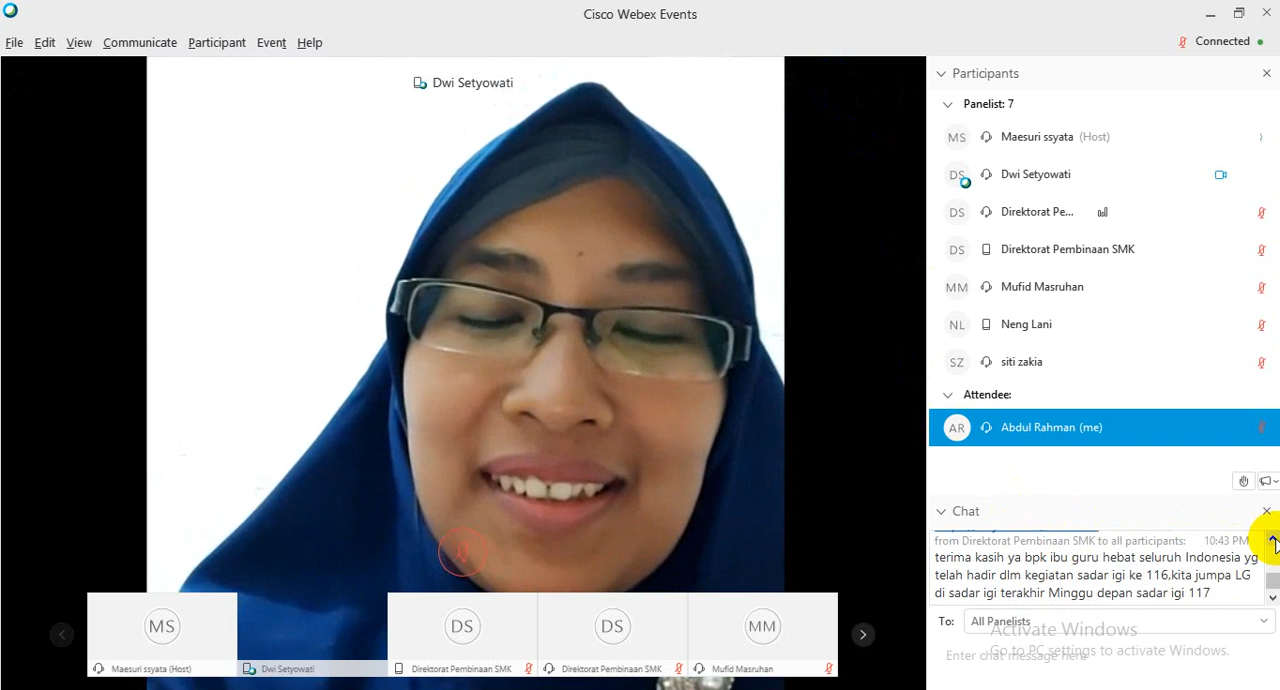 Cisco Webex Events
File Edit View Communicate Participant Event Help
Connected
Dwi Setyowati
Participants
Panelist: 7
MS Maesuri ssyata (Host)
DS Dwi Setyowati
DS Direktorat Pe...
DS Direktorat Pembinaan SMK
MM Mufid Masruhan
NL Neng Lani
SZ siti zakia
Attendee:
AR Abdul Rahman (me)
Chat
from Direktorat Pembinaan SMK to all participants: 10:43 PM
terima kasih ya bpk ibu guru hebat seluruh Indonesia yg
telah hadir dlm kegiatan sadar igi ke 116,kita jumpa LG
di sadar igi terakhir Minggu depan sadar igi 117
To: All Panelists
Activate Windows
Go to PC settings to activate Windows.
Enter chat message here
MS
DS
DS
MM
Maesuri ssyata (Host)
Dwi Setyowati
Direktorat Pembinaan SMK
Direktorat Pembinaan SMK
Mufid Masruhan